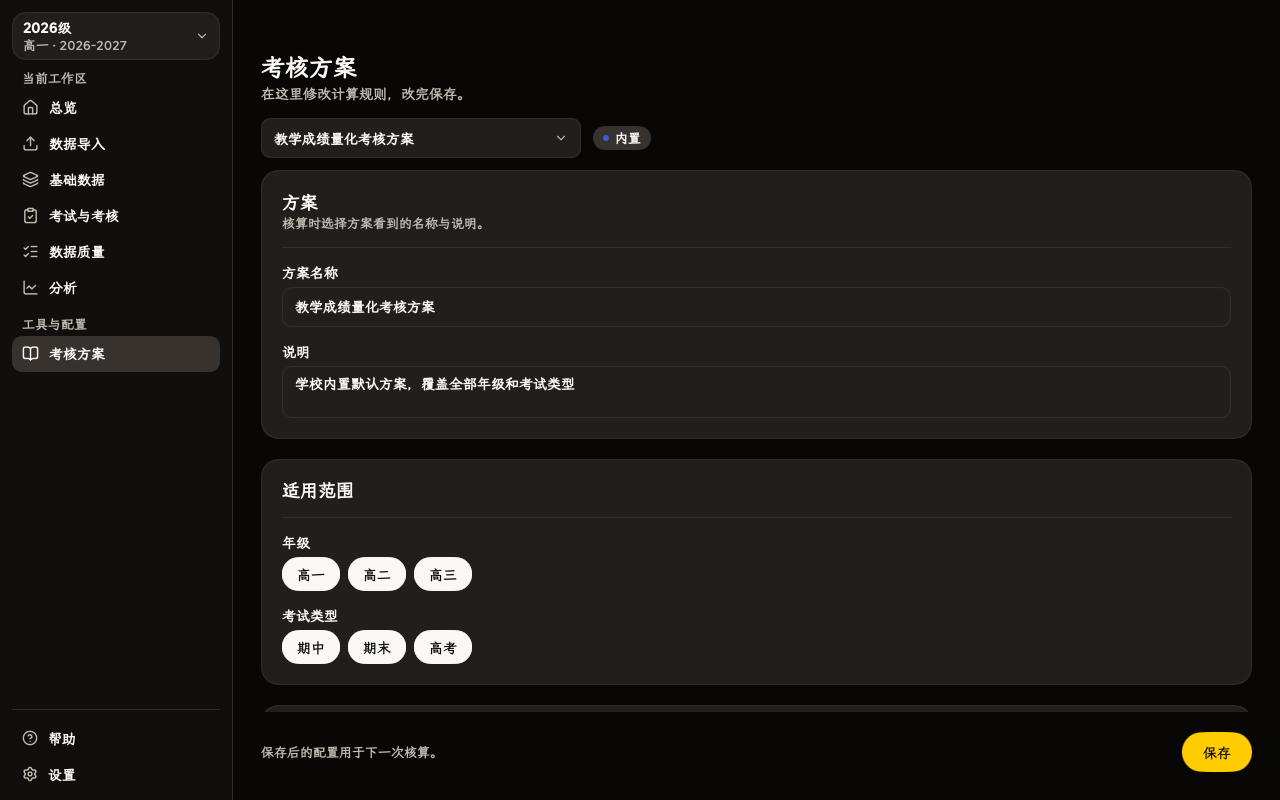 2026级
高一 · 2026-2027
当前工作区
总览
数据导入
基础数据
考试与考核
数据质量
分析
工具与配置
考核方案
帮助
设置
考核方案
在这里修改计算规则，改完保存。
教学成绩量化考核方案
内置
方案
核算时选择方案看到的名称与说明。
方案名称
教学成绩量化考核方案
说明
学校内置默认方案，覆盖全部年级和考试类型
适用范围
年级
高一 高二 高三
考试类型
期中 期末 高考
保存后的配置用于下一次核算。
保存